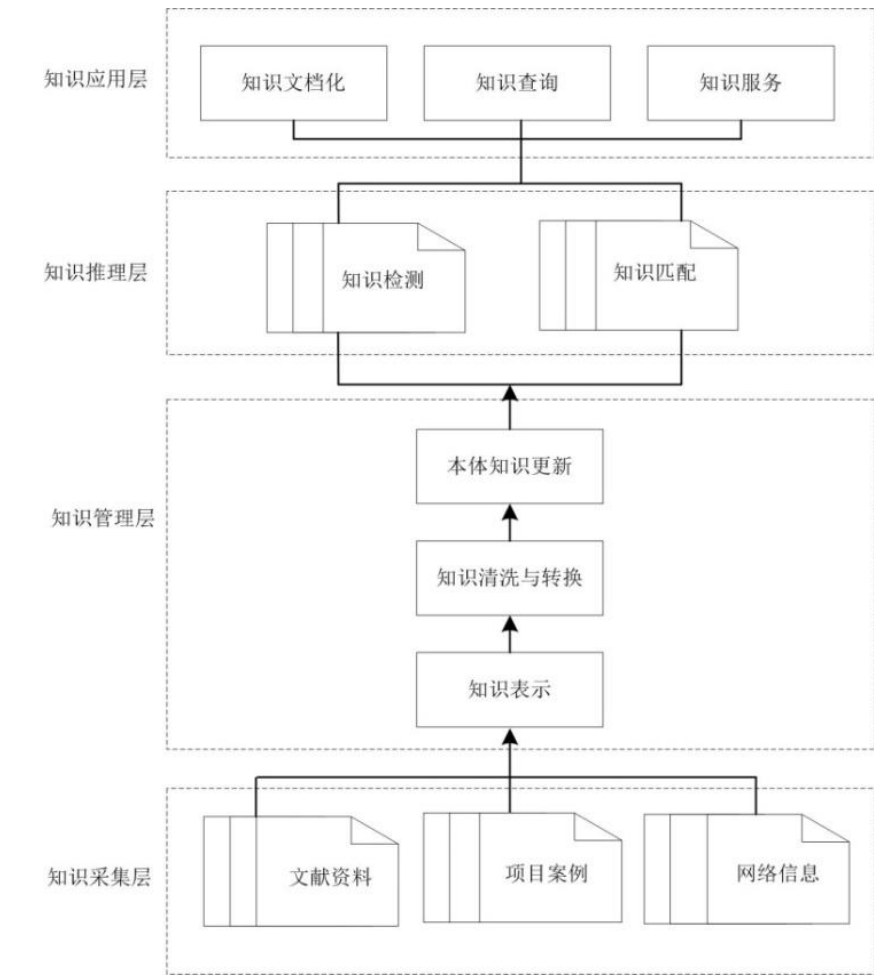 知识应用层
知识文档化
知识查询
知识服务
知识推理层
知识检测
知识匹配
知识管理层
本体知识更新
知识清洗与转换
知识表示
知识采集层
文献资料
项目案例
网络信息